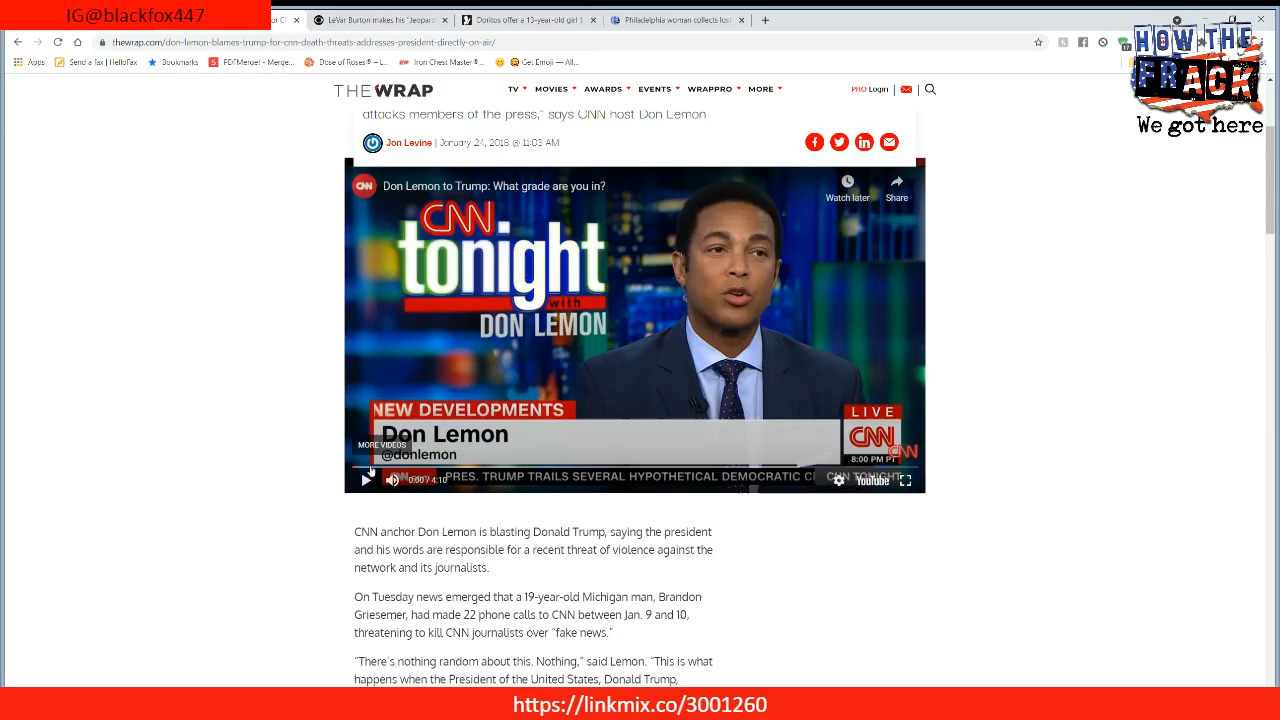 IG@blackfox447
LeVar Burton makes his "Jeopard
Doritos offer a 13-year-old girl $
Philadelphia woman collects lost
thewrap.com/don-lemon-blames-trump-for-cnn-death-threats-addresses-president-directly-on-air/
Apps
Send a fax | HelloFax
Bookmarks
PDFMerge! - Merge...
Dose of Roses® – L...
Iron Chest Master®...
Get Emoji — All...
HOW THE
FRACK
We got here
THE WRAP
TV
MOVIES
AWARDS
EVENTS
WRAPPRO
MORE
PRO Login
attacks members of the press," says CNN host Don Lemon
Jon Levine | January 24, 2018 @ 11:03 AM
CNN
Don Lemon to Trump: What grade are you in?
Watch later
Share
CNN
tonight
with
DON LEMON
NEW DEVELOPMENTS
Don Lemon
@donlemon
MORE VIDEOS
LIVE
CNN
CNN
8:00 PM PT
PRES. TRUMP TRAILS SEVERAL HYPOTHETICAL DEMOCRATIC
CNN TONIGHT
0:00 / 4:10
YouTube
CNN anchor Don Lemon is blasting Donald Trump, saying the president
and his words are responsible for a recent threat of violence against the
network and its journalists.
On Tuesday news emerged that a 19-year-old Michigan man, Brandon
Griesemer, had made 22 phone calls to CNN between Jan. 9 and 10,
threatening to kill CNN journalists over "fake news."
"There's nothing random about this. Nothing," said Lemon. "This is what
happens when the President of the United States, Donald Trump,
https://linkmix.co/3001260